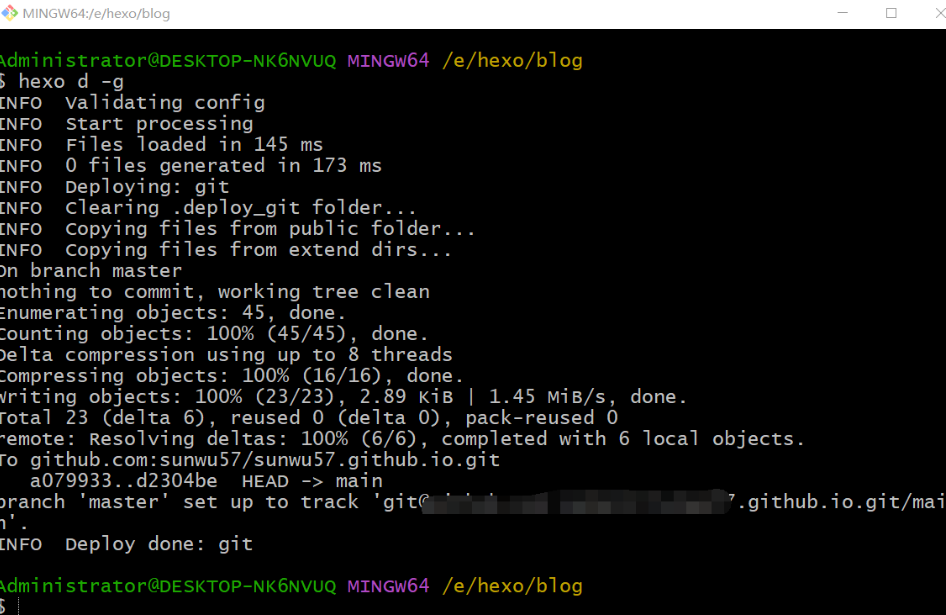 MINGW64:/e/hexo/blog
Administrator@DESKTOP-NK6NVUQ MINGW64 /e/hexo/blog
$ hexo d -g
INFO  Validating config
INFO  Start processing
INFO  Files loaded in 145 ms
INFO  0 files generated in 173 ms
INFO  Deploying: git
INFO  Clearing .deploy_git folder...
INFO  Copying files from public folder...
INFO  Copying files from extend dirs...
On branch master
nothing to commit, working tree clean
Enumerating objects: 45, done.
Counting objects: 100% (45/45), done.
Delta compression using up to 8 threads
Compressing objects: 100% (16/16), done.
Writing objects: 100% (23/23), 2.89 KiB | 1.45 MiB/s, done.
Total 23 (delta 6), reused 0 (delta 0), pack-reused 0
remote: Resolving deltas: 100% (6/6), completed with 6 local objects.
To github.com:sunwu57/sunwu57.github.io.git
   a079933..d2304be  HEAD -> main
branch 'master' set up to track 'git@ 7.github.io.git/mai
n'.
INFO  Deploy done: git
Administrator@DESKTOP-NK6NVUQ MINGW64 /e/hexo/blog
$